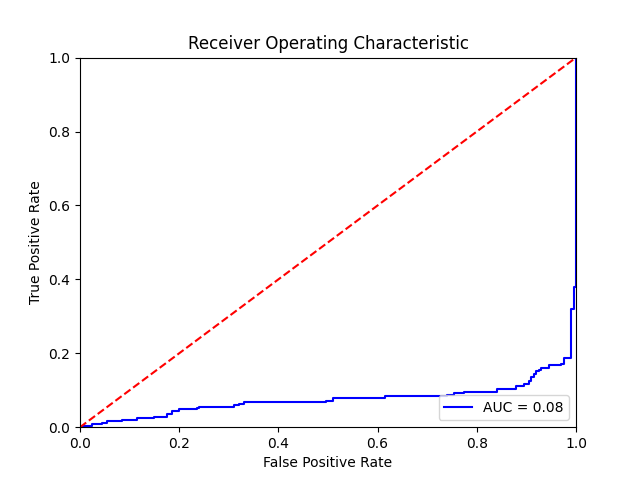 Receiver Operating Characteristic
1.0
0.8
0.6
0.4
0.2
0.0
True Positive Rate
AUC = 0.08
0.0 0.2 0.4 0.6 0.8 1.0
False Positive Rate